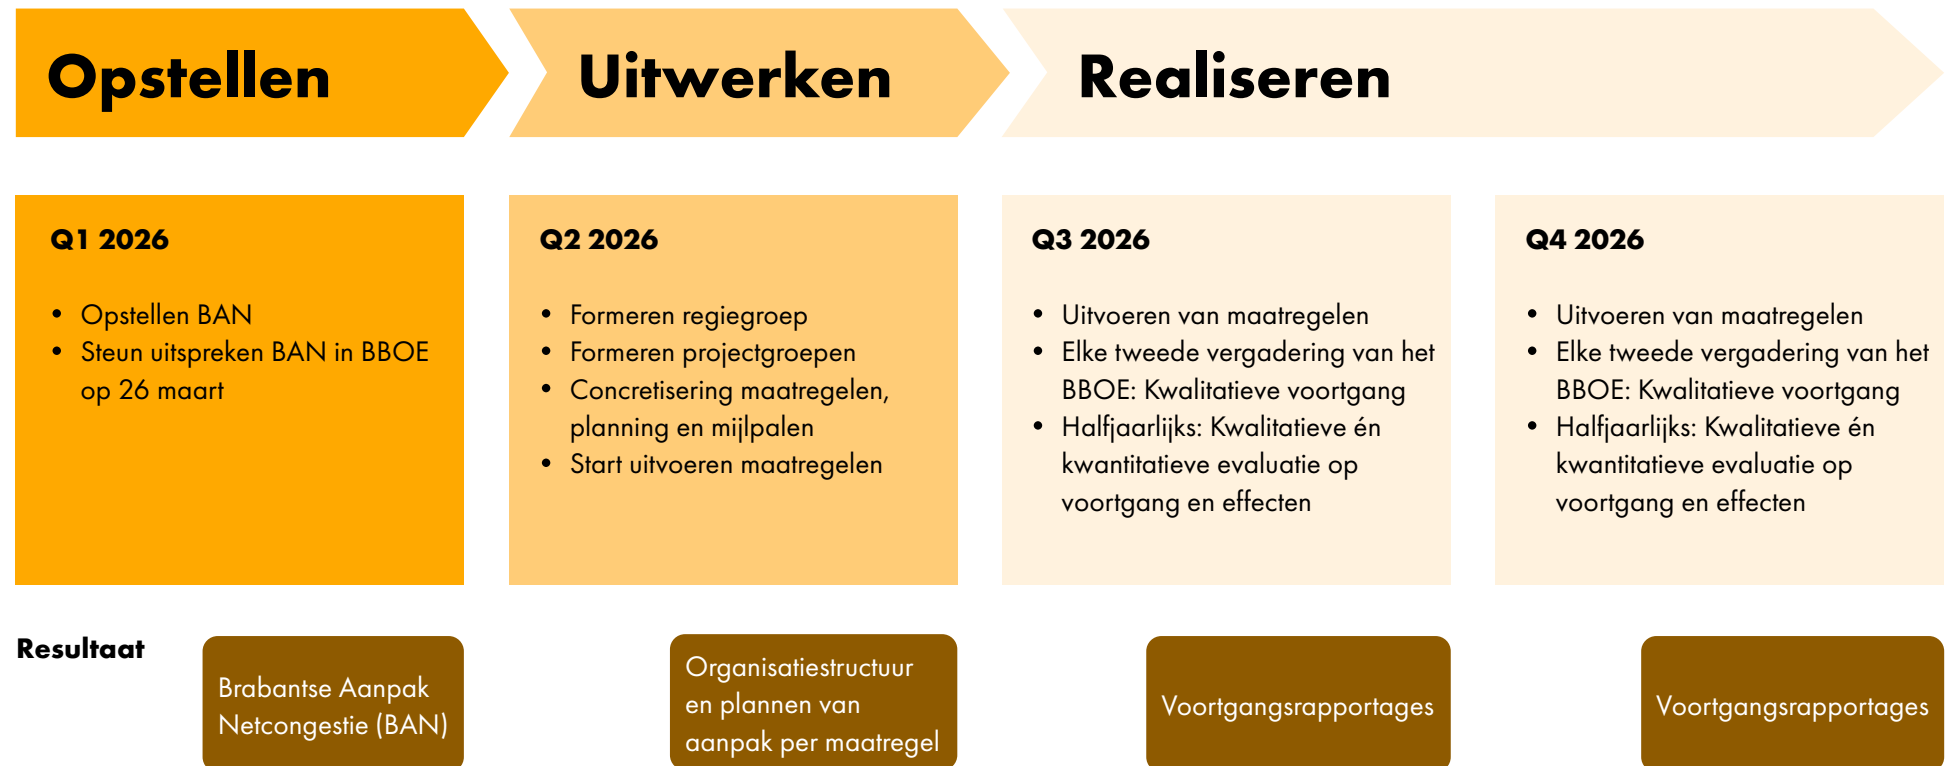 Opstellen
Uitwerken
Realiseren
Q1 2026
• Opstellen BAN
• Steun uitspreken BAN in BBOE
op 26 maart
Q2 2026
• Formeren regiegroep
• Formeren projectgroepen
• Concretisering maatregelen,
planning en mijlpalen
• Start uitvoeren maatregelen
Q3 2026
• Uitvoeren van maatregelen
• Elke tweede vergadering van het
BBOE: Kwalitatieve voortgang
• Halfjaarlijks: Kwalitatieve én
kwantitatieve evaluatie op
voortgang en effecten
Q4 2026
• Uitvoeren van maatregelen
• Elke tweede vergadering van het
BBOE: Kwalitatieve voortgang
• Halfjaarlijks: Kwalitatieve én
kwantitatieve evaluatie op
voortgang en effecten
Resultaat
Brabantse Aanpak
Netcongestie (BAN)
Organisatiestructuur
en plannen van
aanpak per maatregel
Voortgangsrapportages
Voortgangsrapportages